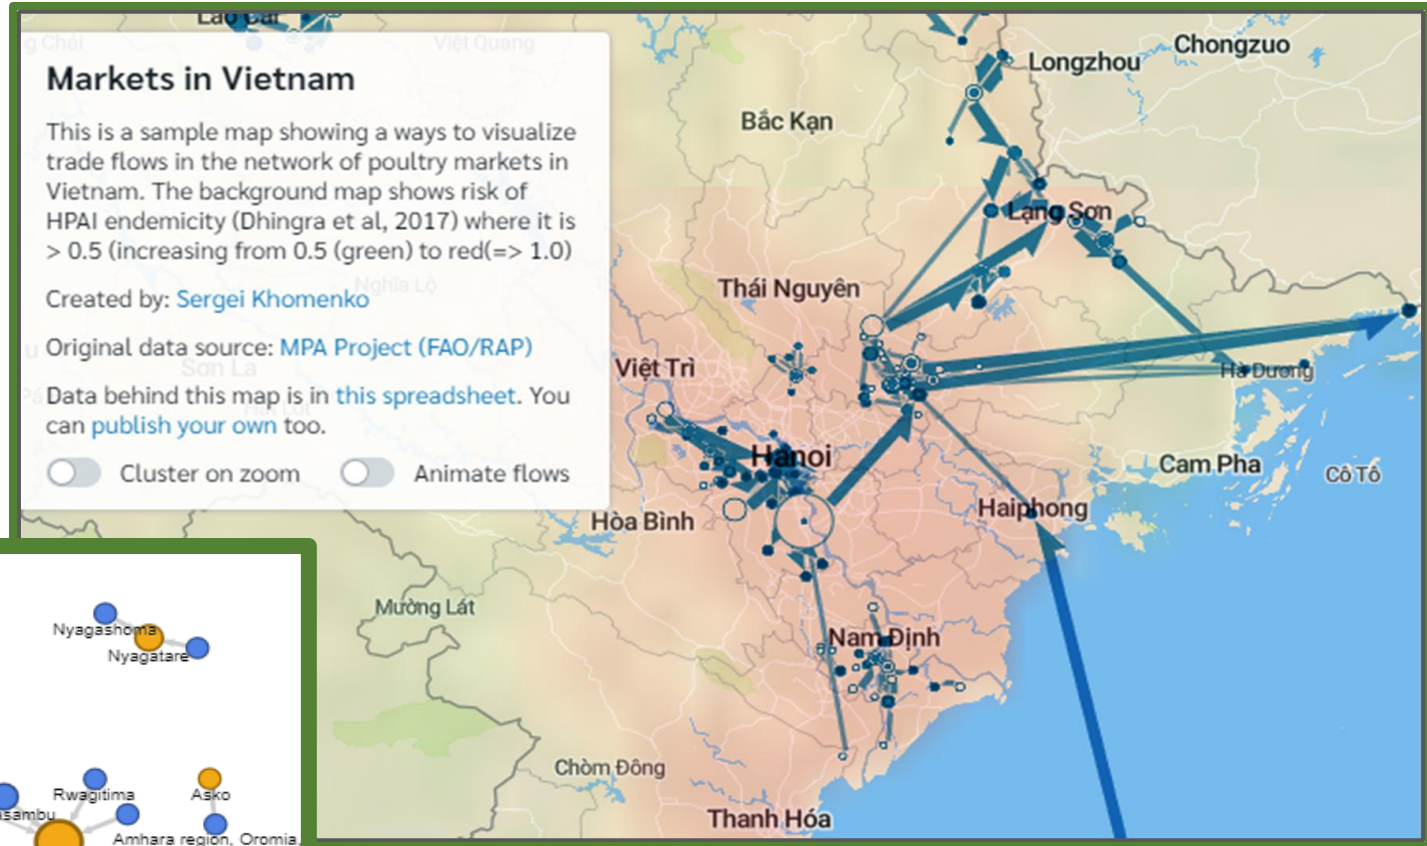 Lào Cai
g Chải
Việt Quang
Markets in Vietnam
This is a sample map showing a ways to visualize
trade flows in the network of poultry markets in
Vietnam. The background map shows risk of
HPAI endemicity (Dhingra et al, 2017) where it is
> 0.5 (increasing from 0.5 (green) to red(=> 1.0)
Nghĩa Lộ
Created by: Sergei Khomenko
Original data source: MPA Project (FAO/RAP)
Sơn La
Data behind this map is in this spreadsheet. You
can publish your own too.
Cluster on zoom
Animate flows
Longzhou
Chongzuo
Bắc Kạn
Lạng Sơn
Thái Nguyên
Việt Trì
Hà Dương
Hanoi
Cam Pha
Cô Tô
Hòa Bình
Haiphong
Mường Lát
Nam Định
Chòm Đông
Thanh Hóa
Nyagashoma
Nyagatare
Rwagitima
Asko
sambu
Amhara region, Oromia,